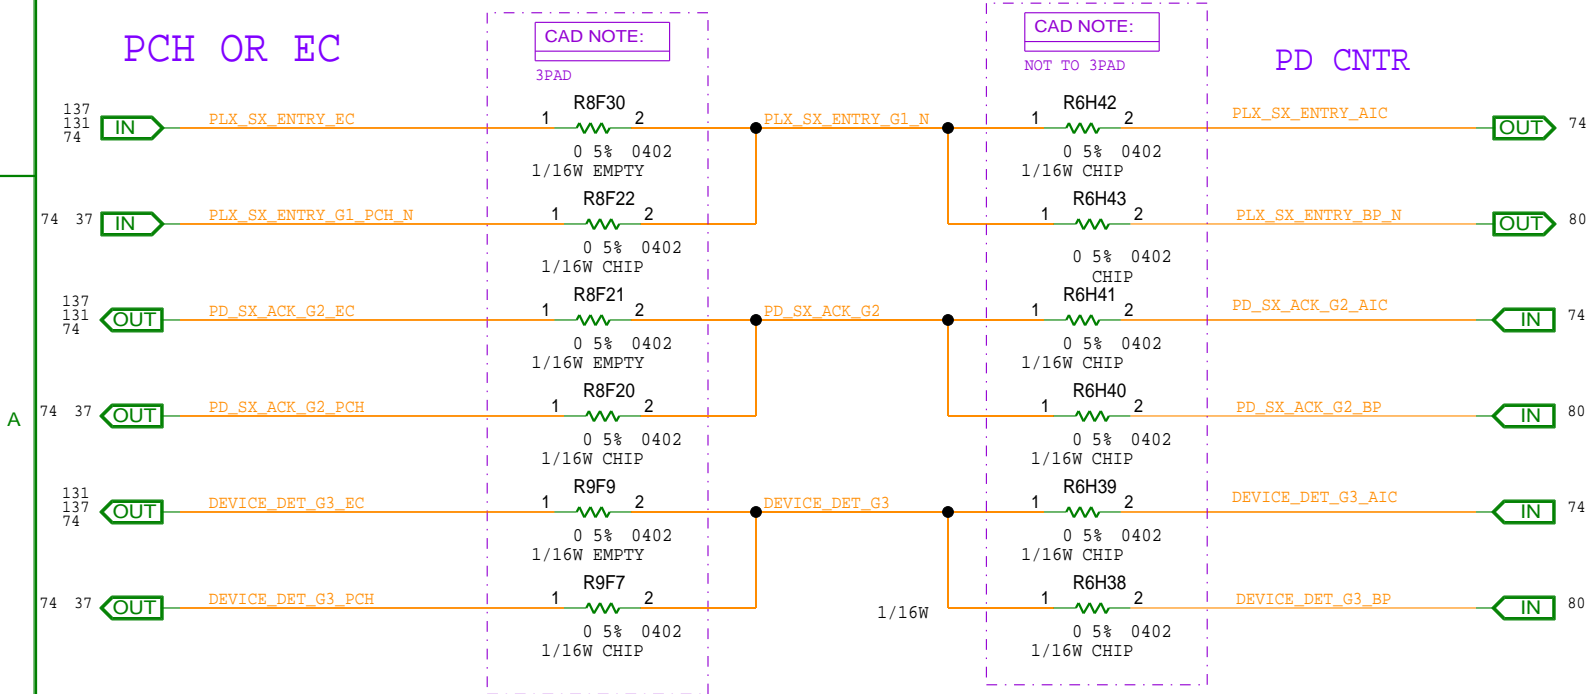 PCH OR EC
CAD NOTE:
3PAD
CAD NOTE:
NOT TO 3PAD
PD CNTR
137
131
74
IN
PLX_SX_ENTRY_EC
1
R8F30
2
0 5% 0402
1/16W EMPTY
PLX_SX_ENTRY_G1_N
1
R6H42
2
0 5% 0402
1/16W CHIP
PLX_SX_ENTRY_AIC
OUT
74
74 37
IN
PLX_SX_ENTRY_G1_PCH_N
1
R8F22
2
0 5% 0402
1/16W CHIP
1
R6H43
2
0 5% 0402
CHIP
PLX_SX_ENTRY_BP_N
OUT
80
137
131
74
OUT
PD_SX_ACK_G2_EC
1
R8F21
2
0 5% 0402
1/16W EMPTY
PD_SX_ACK_G2
1
R6H41
2
0 5% 0402
1/16W CHIP
PD_SX_ACK_G2_AIC
IN
74
A
74 37
OUT
PD_SX_ACK_G2_PCH
1
R8F20
2
0 5% 0402
1/16W CHIP
1
R6H40
2
0 5% 0402
1/16W CHIP
PD_SX_ACK_G2_BP
IN
80
131
137
74
OUT
DEVICE_DET_G3_EC
1
R9F9
2
0 5% 0402
1/16W EMPTY
DEVICE_DET_G3
1
R6H39
2
0 5% 0402
1/16W CHIP
DEVICE_DET_G3_AIC
IN
74
74 37
OUT
DEVICE_DET_G3_PCH
1
R9F7
2
0 5% 0402
1/16W CHIP
1/16W
1
R6H38
2
0 5% 0402
1/16W CHIP
DEVICE_DET_G3_BP
IN
80